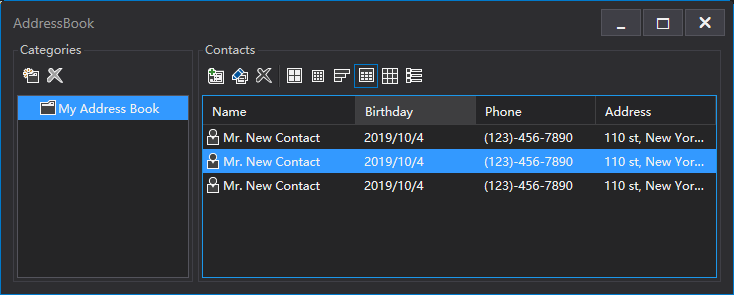 AddressBook
Categories
My Address Book
Contacts
Name Birthday Phone Address
Mr. New Contact 2019/10/4 (123)-456-7890 110 st, New Yor...
Mr. New Contact 2019/10/4 (123)-456-7890 110 st, New Yor...
Mr. New Contact 2019/10/4 (123)-456-7890 110 st, New Yor...